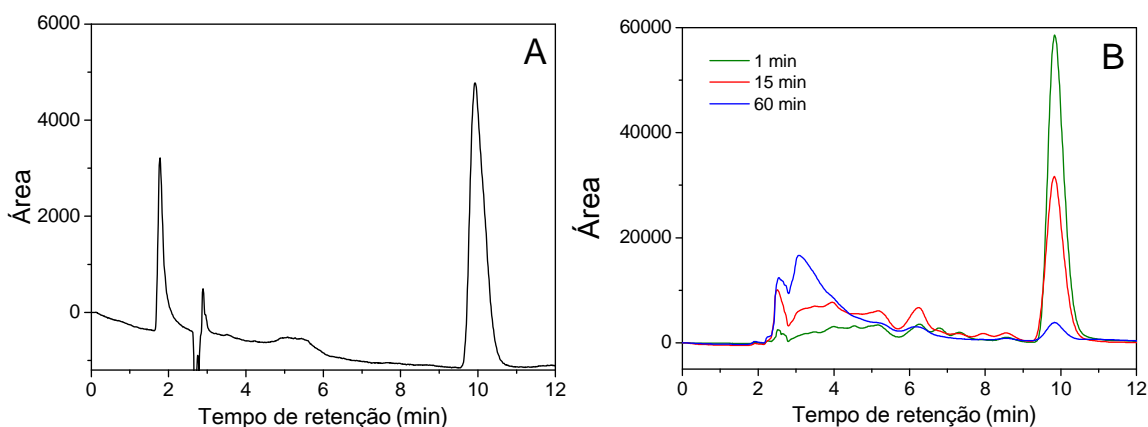 6000
A
4000
2000
0
0 2 4 6 8 10 12
Área
Tempo de retenção (min)
60000
B
1 min
15 min
60 min
40000
20000
0
0 2 4 6 8 10 12
Área
Tempo de retenção (min)